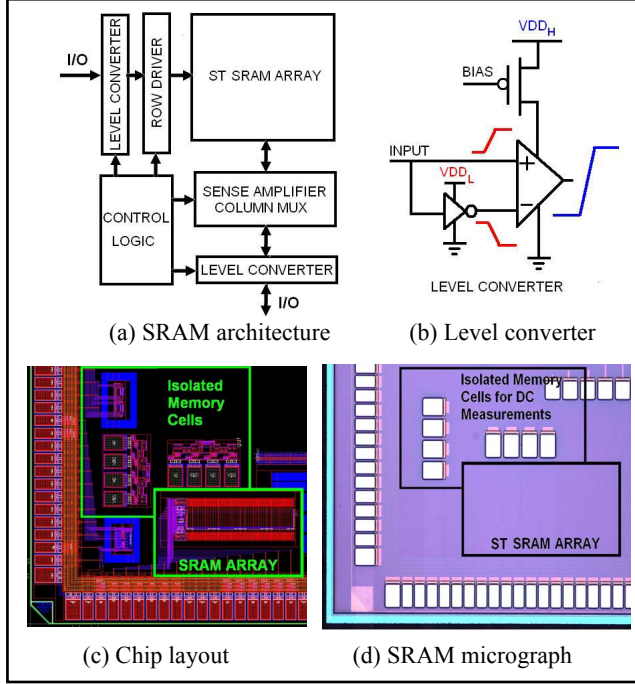 I/O
LEVEL CONVERTER
ROW DRIVER
ST SRAM ARRAY
CONTROL
LOGIC
SENSE AMPLIFIER
COLUMN MUX
LEVEL CONVERTER
I/O
(a) SRAM architecture
VDDH
BIAS
INPUT
VDDL
+
−
LEVEL CONVERTER
(b) Level converter
Isolated
Memory
Cells
SRAM ARRAY
(c) Chip layout
Isolated Memory
Cells for DC
Measurements
ST SRAM ARRAY
(d) SRAM micrograph